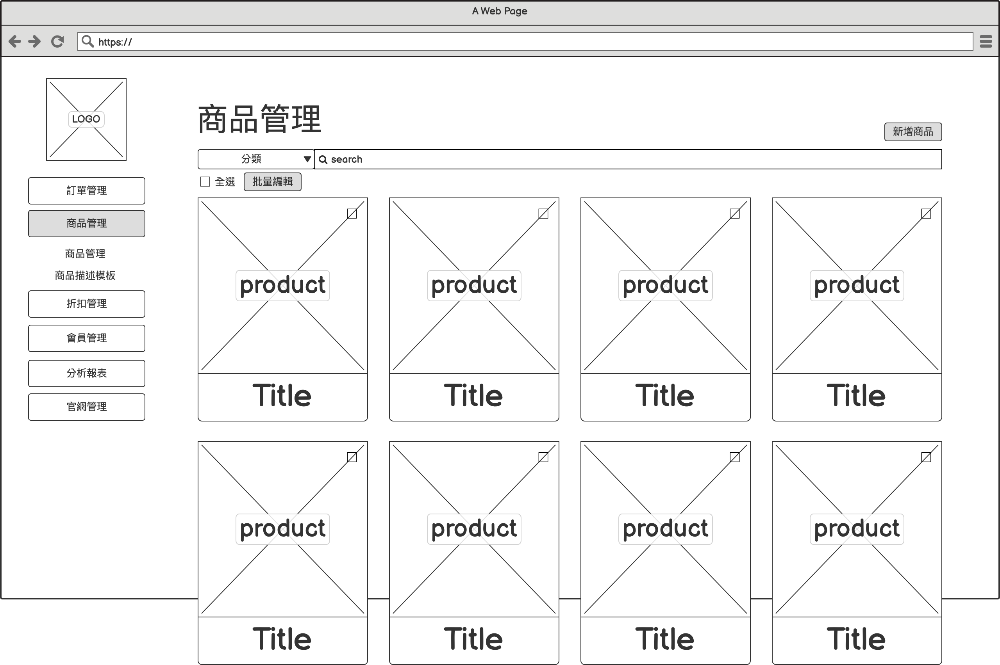 A Web Page
https://
LOGO
商品管理
新增商品
分類
search
全選
批量編輯
訂單管理
商品管理
商品管理
商品描述模板
折扣管理
會員管理
分析報表
官網管理
product
product
product
product
Title
Title
Title
Title
product
product
product
product
Title
Title
Title
Title